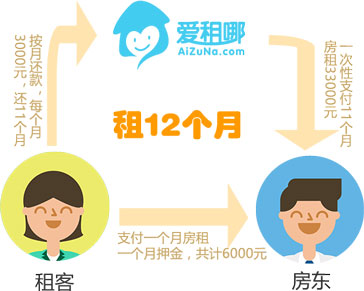 爱租哪
AiZuNa.com
按月还款，每个月
3000元，还11个月
一次性支付11个月
房租33000元
租12个月
支付一个月房租
一个月押金，共计6000元
租客
房东